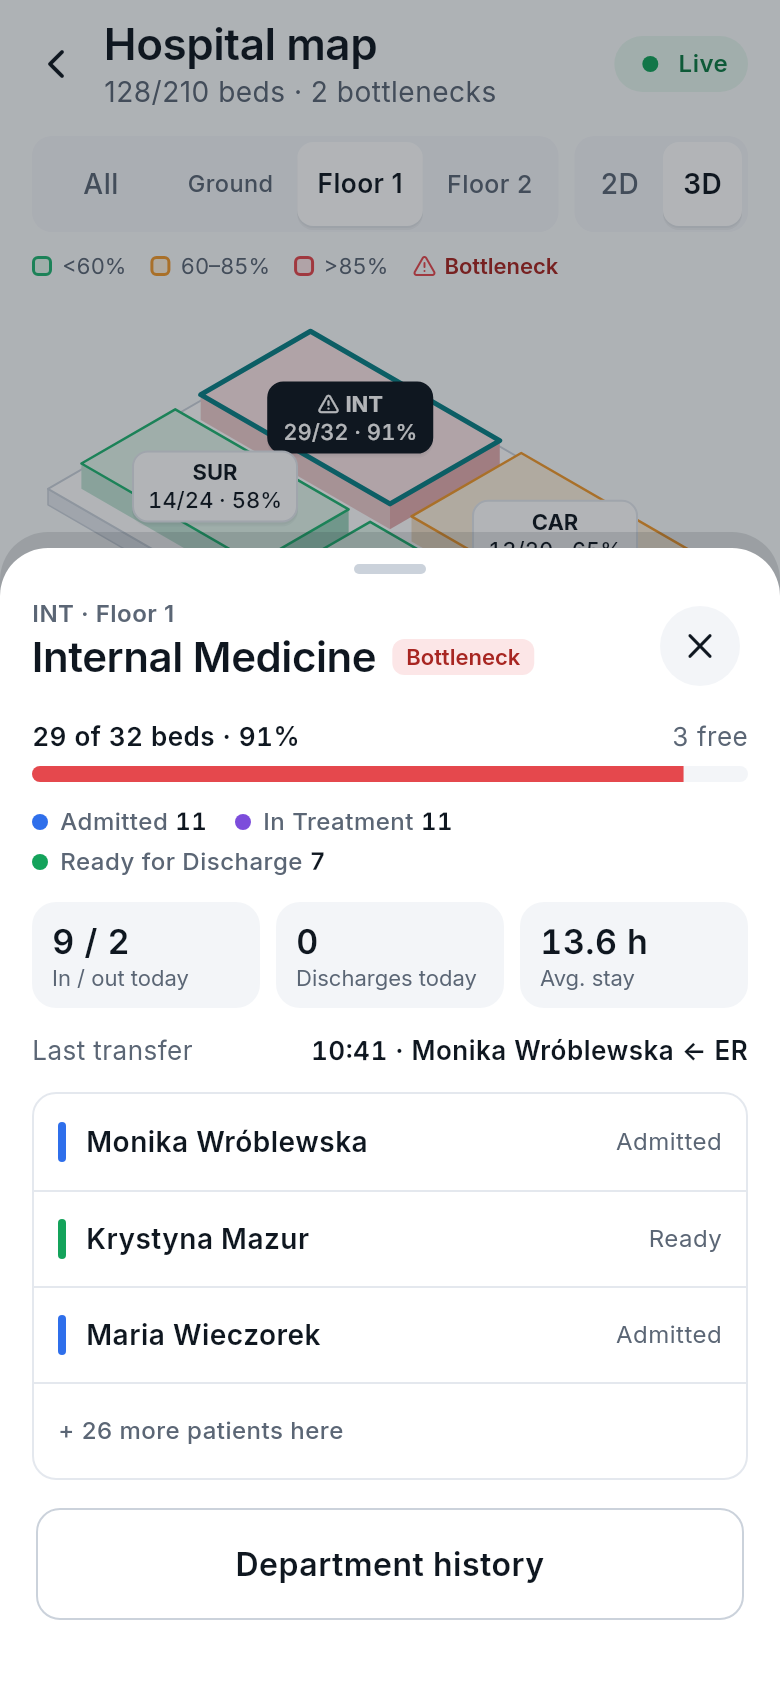 Hospital map
128/210 beds · 2 bottlenecks
Live
All
Ground
Floor 1
Floor 2
2D
3D
<60%
60–85%
>85%
Bottleneck
INT
29/32 · 91%
SUR
14/24 · 58%
CAR
13/20 · 65%
INT · Floor 1
Internal Medicine
Bottleneck
29 of 32 beds · 91%
3 free
Admitted 11
In Treatment 11
Ready for Discharge 7
9 / 2
In / out today
0
Discharges today
13.6 h
Avg. stay
Last transfer
10:41 · Monika Wróblewska ← ER
Monika Wróblewska
Admitted
Krystyna Mazur
Ready
Maria Wieczorek
Admitted
+ 26 more patients here
Department history